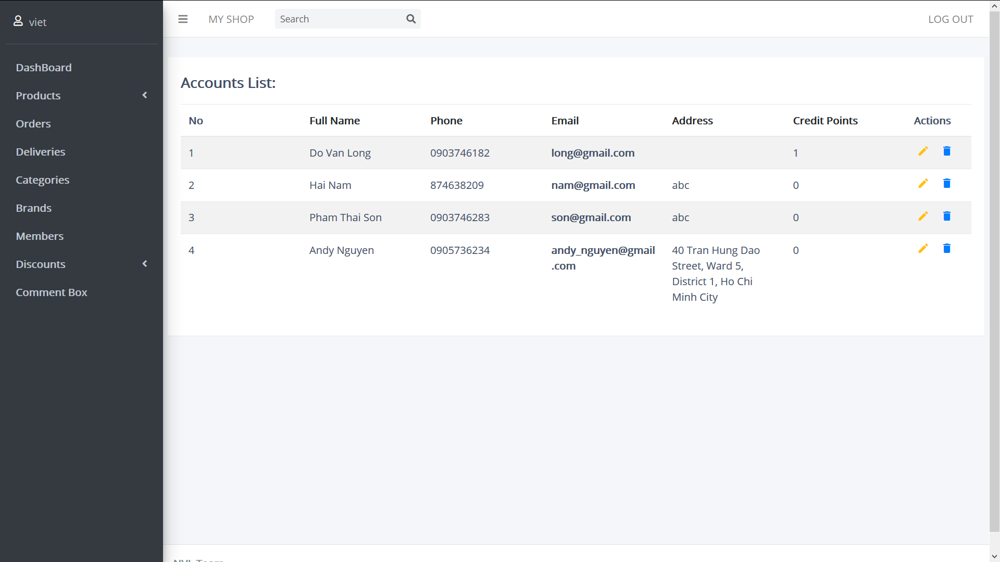 viet
DashBoard
Products
Orders
Deliveries
Categories
Brands
Members
Discounts
Comment Box
MY SHOP
Search
LOG OUT
Accounts List:
No Full Name Phone Email Address Credit Points Actions
1 Do Van Long 0903746182 long@gmail.com 1
2 Hai Nam 874638209 nam@gmail.com abc 0
3 Pham Thai Son 0903746283 son@gmail.com abc 0
4 Andy Nguyen 0905736234 andy_nguyen@gmail 40 Tran Hung Dao 0
.com Street, Ward 5,
District 1, Ho Chi
Minh City
Team